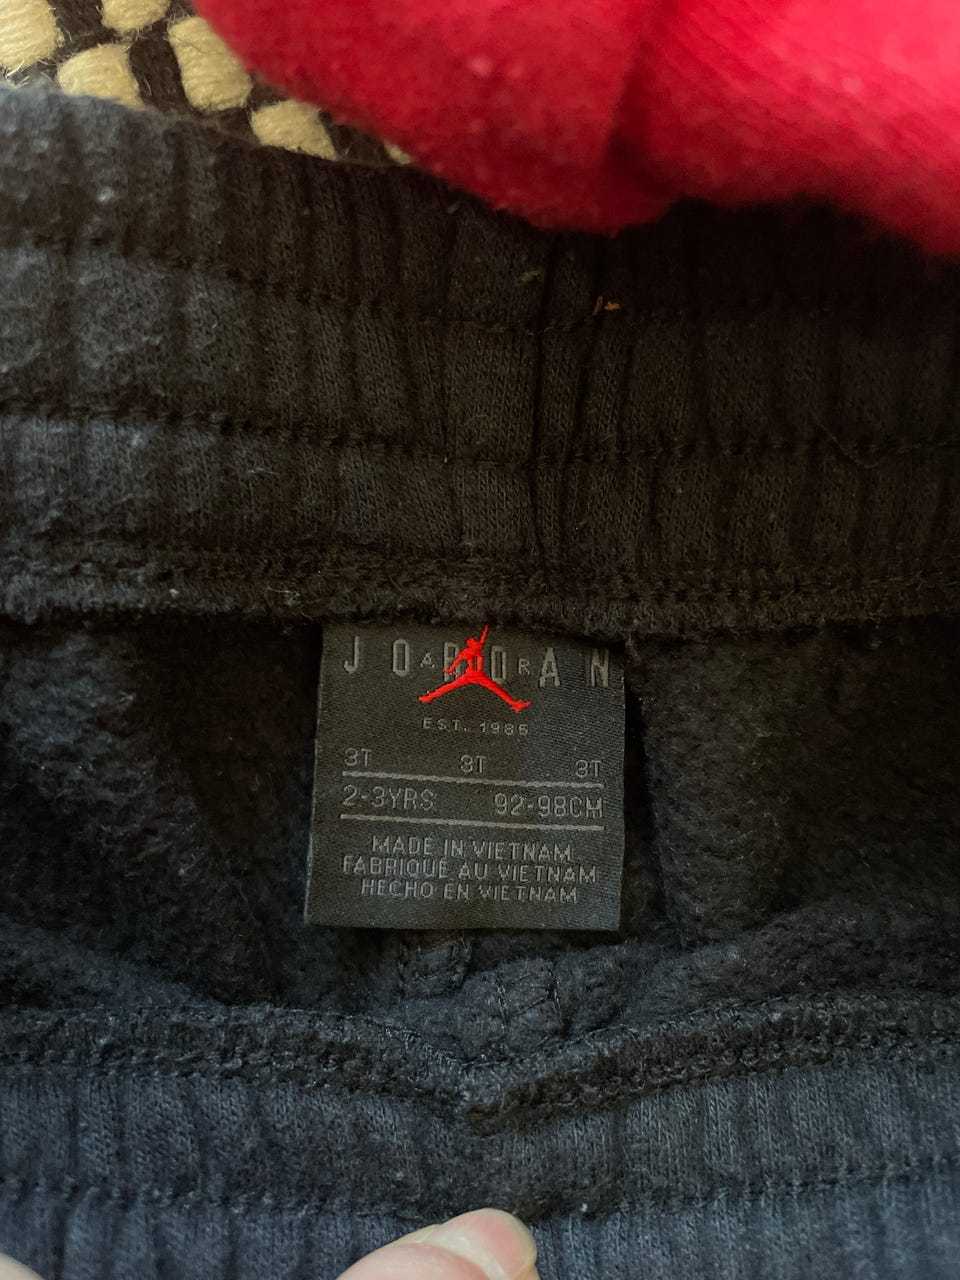 JORDAN
AIR
EST. 1985
3T 3T 3T
2-3YRS 92-98CM
MADE IN VIETNAM
FABRIQUÉ AU VIETNAM
HECHO EN VIETNAM